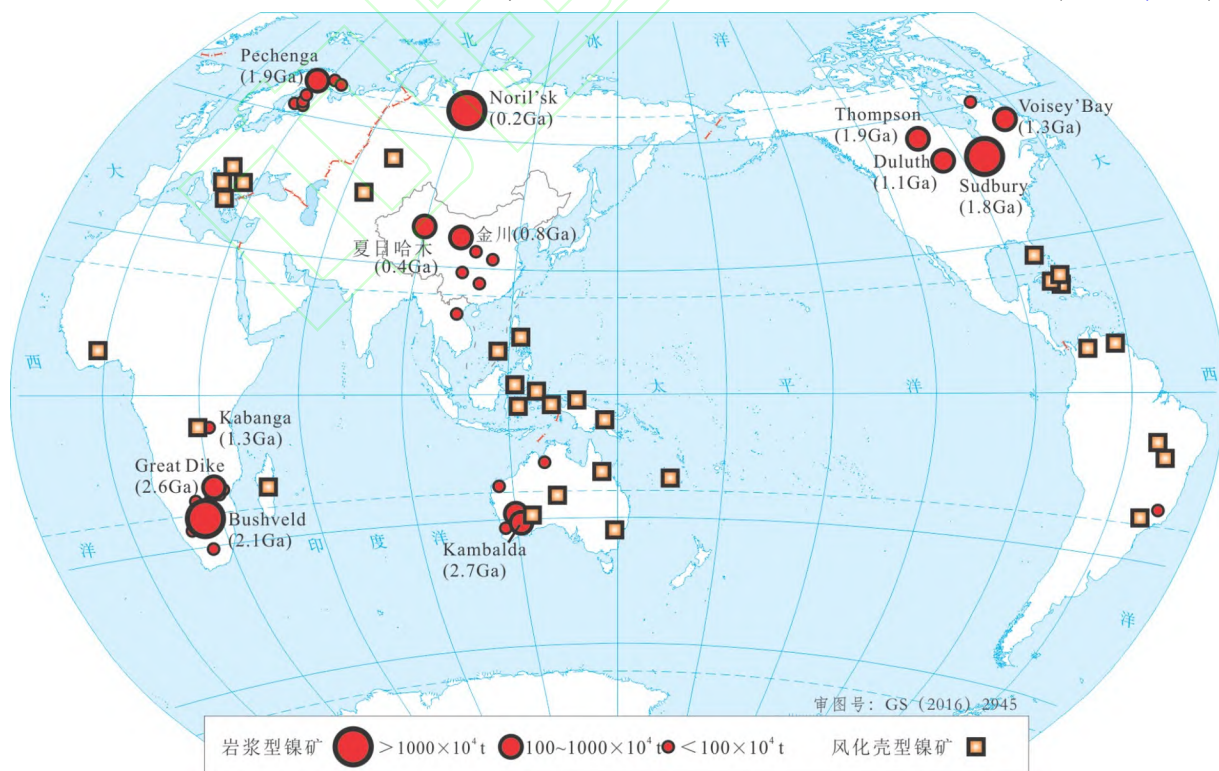 北
冰
洋
Pechenga
(1.9Ga)
Noril'sk
(0.2Ga)
Voisey'Bay
(1.3Ga)
Thompson
(1.9Ga)
Duluth
(1.1Ga)
Sudbury
(1.8Ga)
大
大
金川(0.8Ga)
夏日哈木
(0.4Ga)
西
太
平
洋
西
Kabanga
(1.3Ga)
Great Dike
(2.6Ga)
Bushveld
(2.1Ga)
洋
印
度
洋
Kambalda
(2.7Ga)
洋
审图号：GS (2016) 2945
岩浆型镍矿 >1000×10⁴t 100~1000×10⁴t <100×10⁴t 风化壳型镍矿